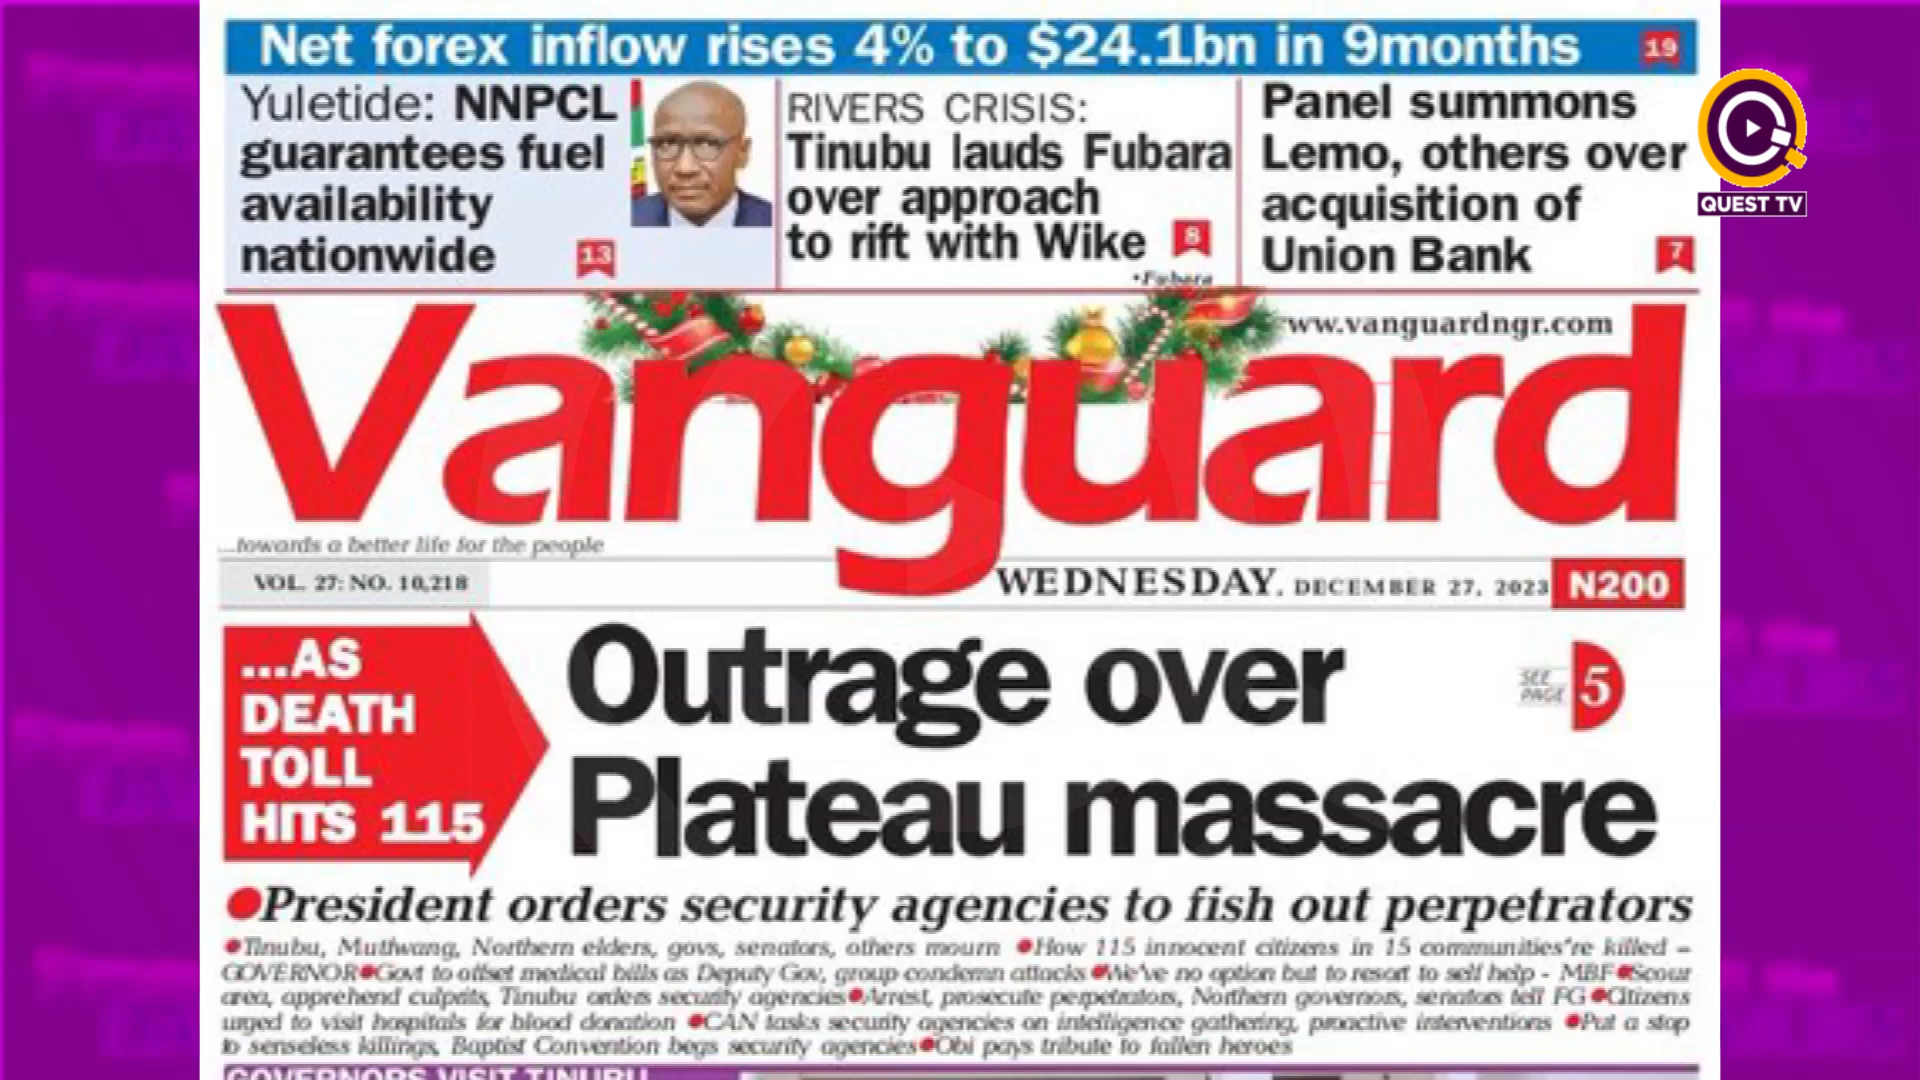 Net forex inflow rises 4% to $24.1bn in 9months 19
Yuletide: NNPCL
guarantees fuel
availability
nationwide 13
RIVERS CRISIS:
Tinubu lauds Fubara
over approach
to rift with Wike 8
•Fubara
Panel summons
Lemo, others over
acquisition of
Union Bank 7
QUEST TV
www.vanguardngr.com
Vanguard
...towards a better life for the people
VOL. 27: NO. 10,218
WEDNESDAY, DECEMBER 27, 2023 N200
...AS
DEATH
TOLL
HITS 115
Outrage over
Plateau massacre
SEE
PAGE 5
●President orders security agencies to fish out perpetrators
●Tinubu, Mutfwang, Northern elders, govs, senators, others mourn ●How 115 innocent citizens in 15 communities're killed –
GOVERNOR●Govt to offset medical bills as Deputy Gov, group condemn attacks ●We've no option but to resort to self help - MBF●Scour
area, apprehend culprits, Tinubu orders security agencies●Arrest, prosecute perpetrators, Northern governors, senators tell FG ●Citizens
urged to visit hospitals for blood donation ●CAN tasks security agencies on intelligence gathering, proactive interventions ●Put a stop
to senseless killings, Baptist Convention begs security agencies●Obi pays tribute to fallen heroes
GOVERNORS VISIT TINUBU